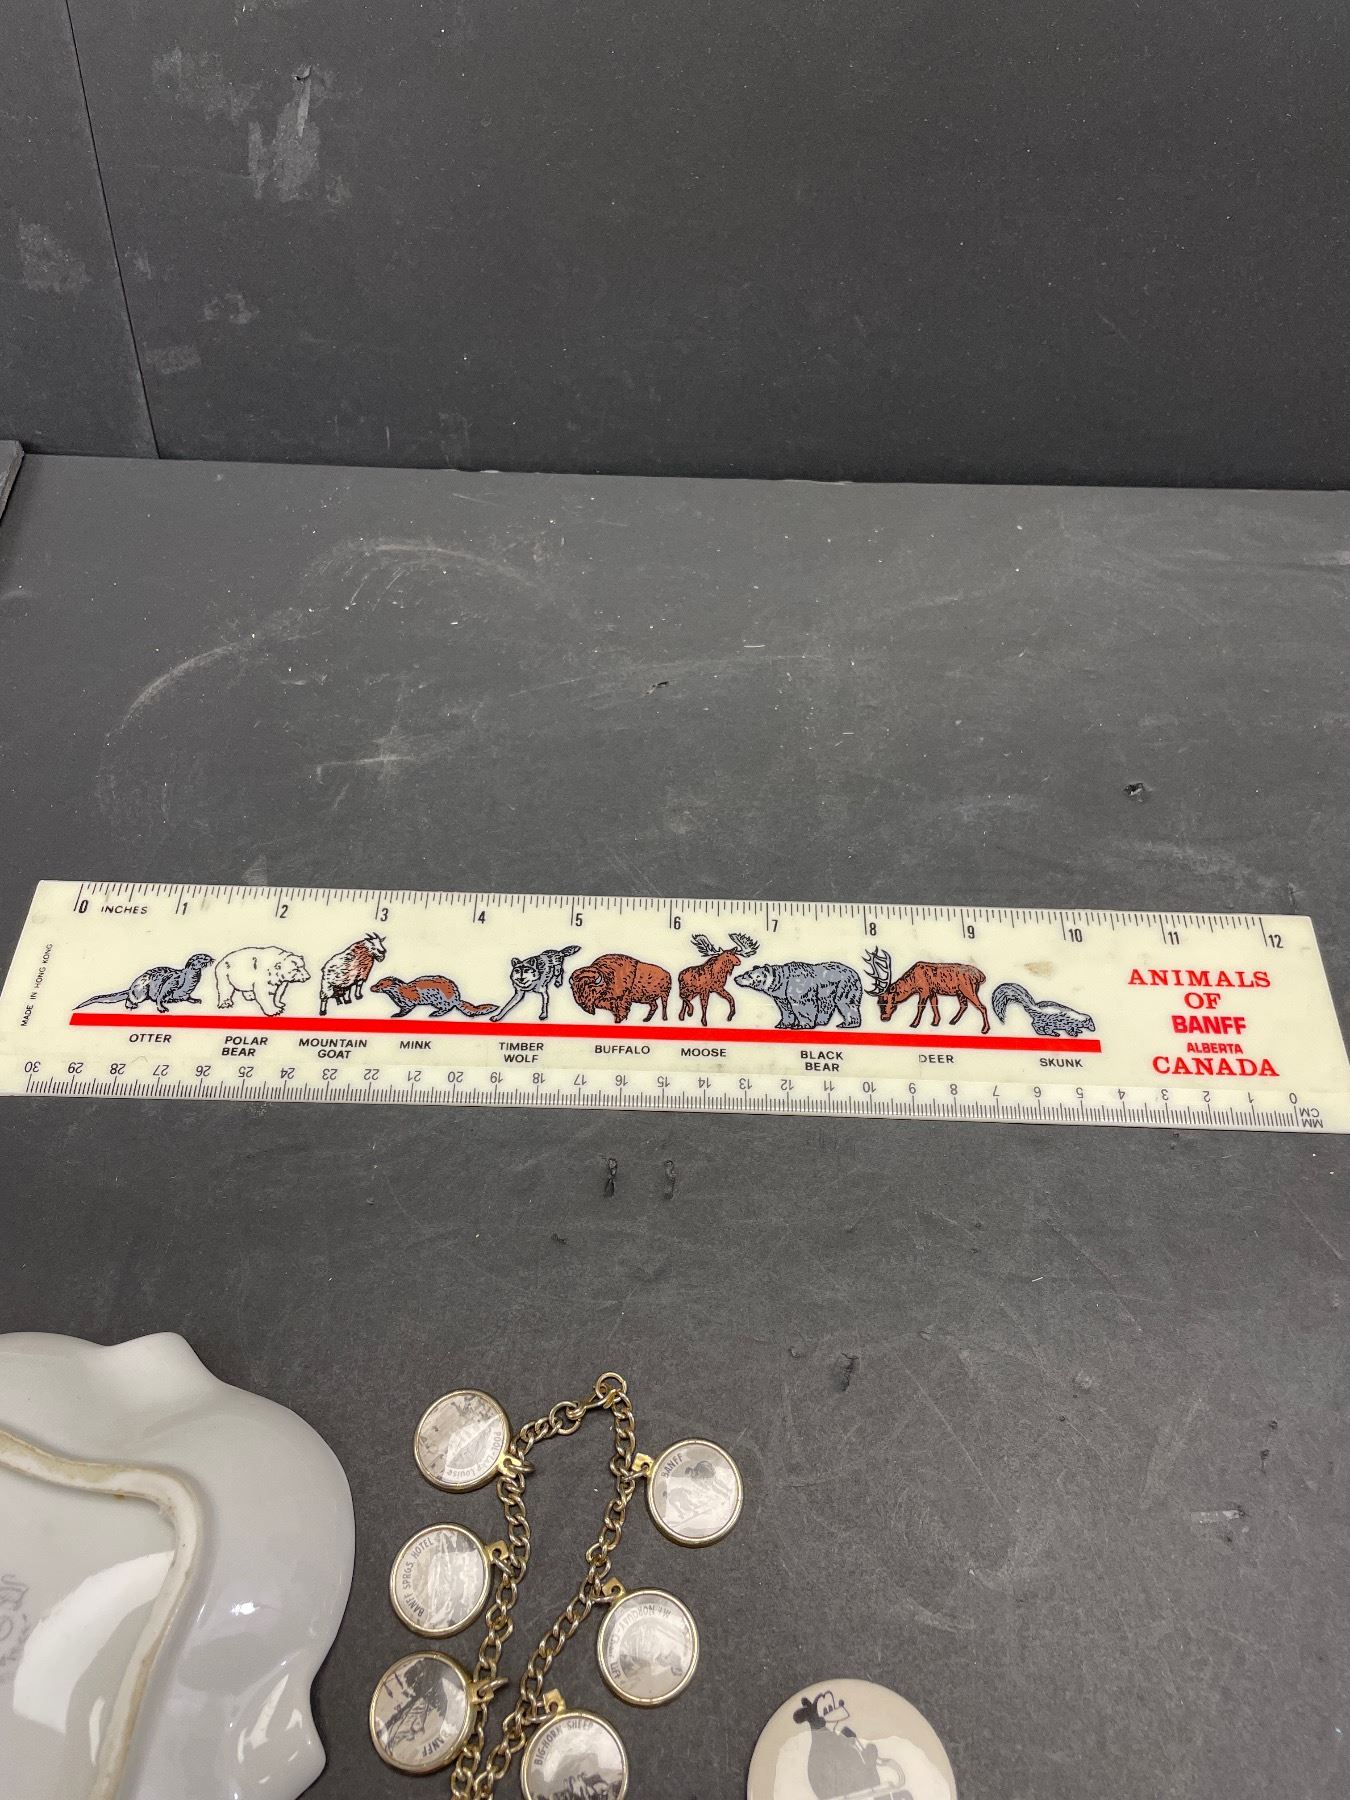 0 INCHES 1 2 3 4 5 6 7 8 9 10 11 12
MADE IN HONG KONG
OTTER
POLAR
BEAR
MOUNTAIN
GOAT
MINK
TIMBER
WOLF
BUFFALO
MOOSE
BLACK
BEAR
DEER
SKUNK
ANIMALS
OF
BANFF
ALBERTA
CANADA
30 29 28 27 26 25 24 23 22 21 20 19 18 17 16 15 14 13 12 11 10 9 8 7 6 5 4 3 2 1 0
MM
CM
BANFF
BANFF SPRGS HOTEL
BANFF
BIG-HORN SHEEP